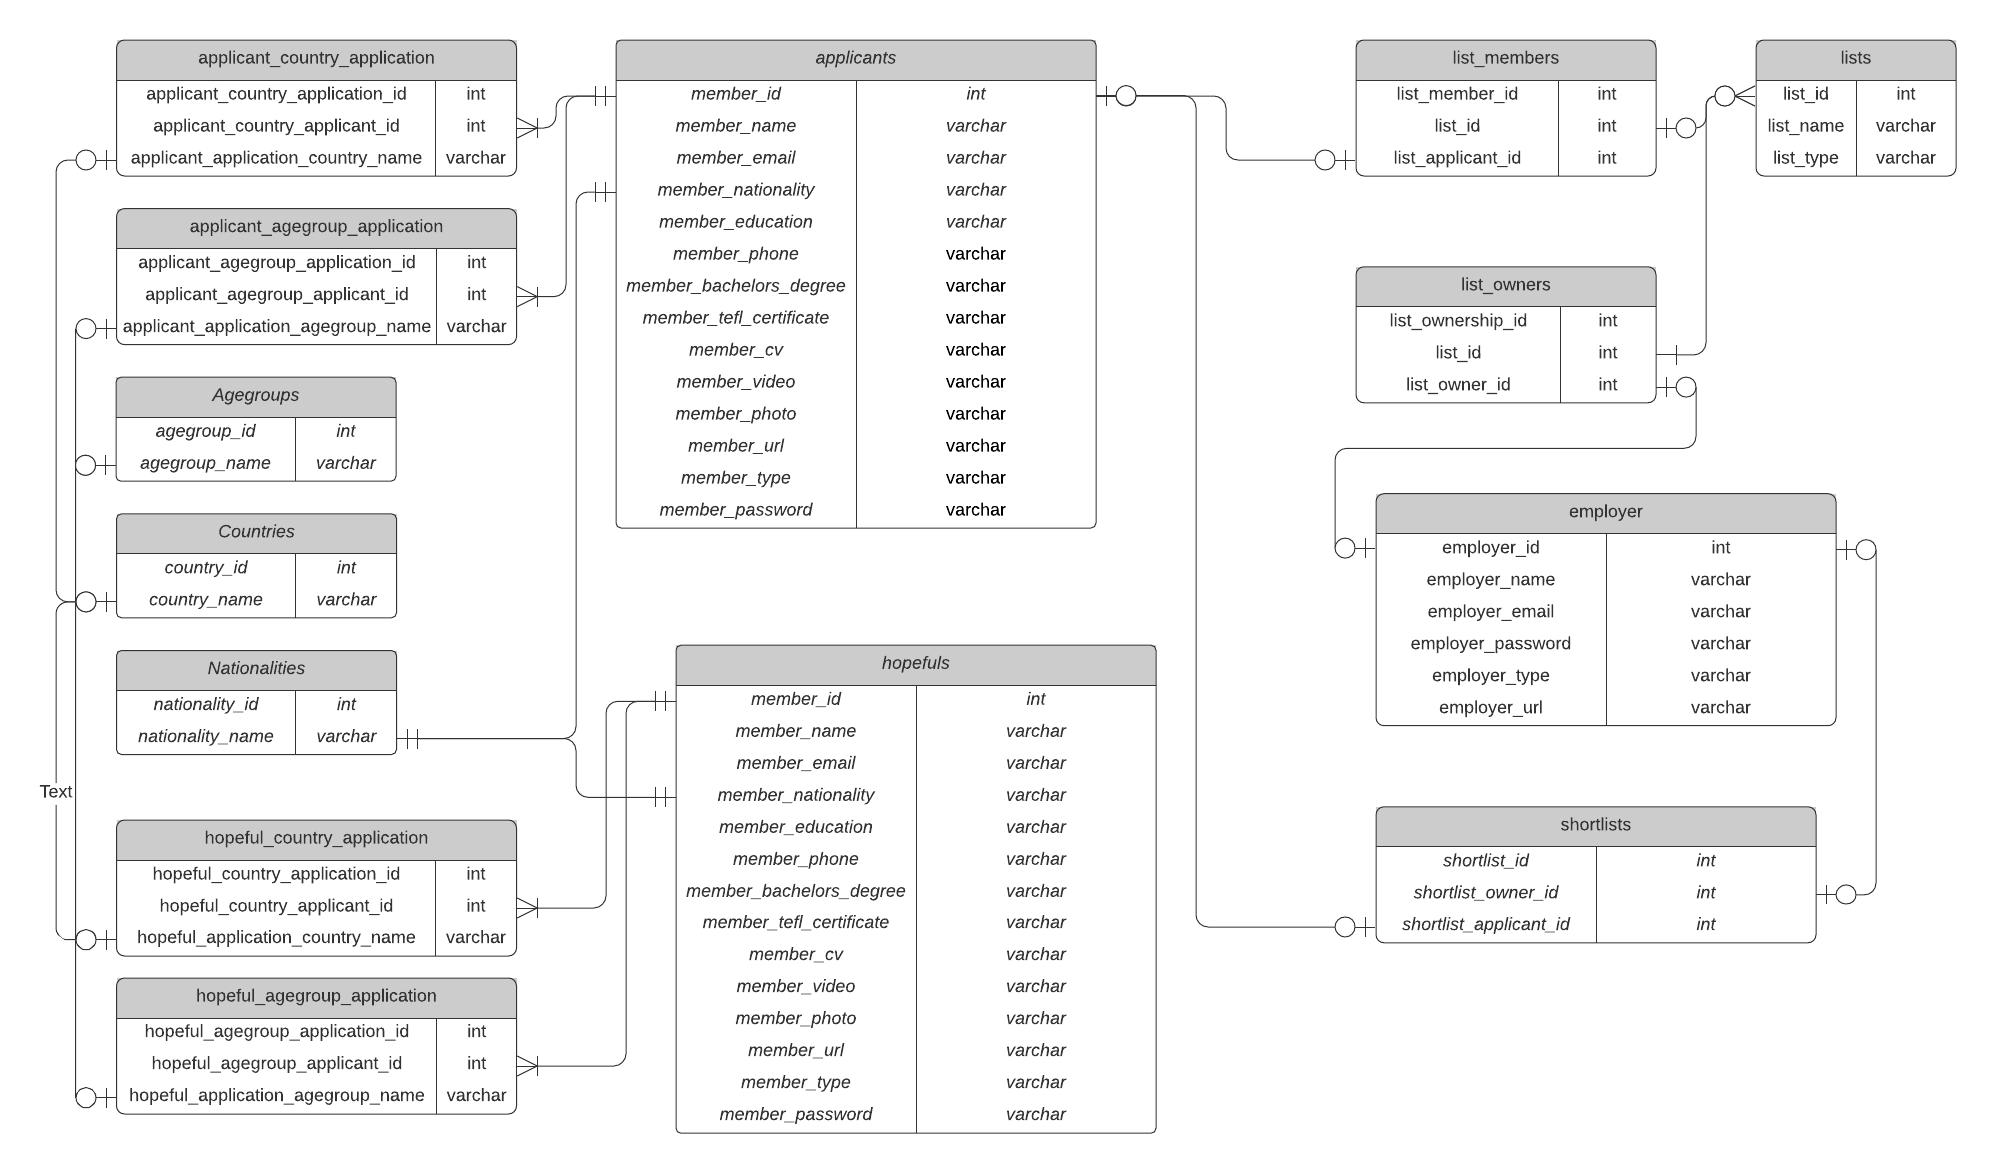 applicant_country_application
applicant_country_application_id int
applicant_country_applicant_id int
applicant_application_country_name varchar
applicant_agegroup_application
applicant_agegroup_application_id int
applicant_agegroup_applicant_id int
applicant_application_agegroup_name varchar
Agegroups
agegroup_id int
agegroup_name varchar
Countries
country_id int
country_name varchar
Nationalities
nationality_id int
nationality_name varchar
Text
hopeful_country_application
hopeful_country_application_id int
hopeful_country_applicant_id int
hopeful_application_country_name varchar
hopeful_agegroup_application
hopeful_agegroup_application_id int
hopeful_agegroup_applicant_id int
hopeful_application_agegroup_name varchar
applicants
member_id int
member_name varchar
member_email varchar
member_nationality varchar
member_education varchar
member_phone varchar
member_bachelors_degree varchar
member_tefl_certificate varchar
member_cv varchar
member_video varchar
member_photo varchar
member_url varchar
member_type varchar
member_password varchar
hopefuls
member_id int
member_name varchar
member_email varchar
member_nationality varchar
member_education varchar
member_phone varchar
member_bachelors_degree varchar
member_tefl_certificate varchar
member_cv varchar
member_video varchar
member_photo varchar
member_url varchar
member_type varchar
member_password varchar
list_members
list_member_id int
list_id int
list_applicant_id int
lists
list_id int
list_name varchar
list_type varchar
list_owners
list_ownership_id int
list_id int
list_owner_id int
employer
employer_id int
employer_name varchar
employer_email varchar
employer_password varchar
employer_type varchar
employer_url varchar
shortlists
shortlist_id int
shortlist_owner_id int
shortlist_applicant_id int